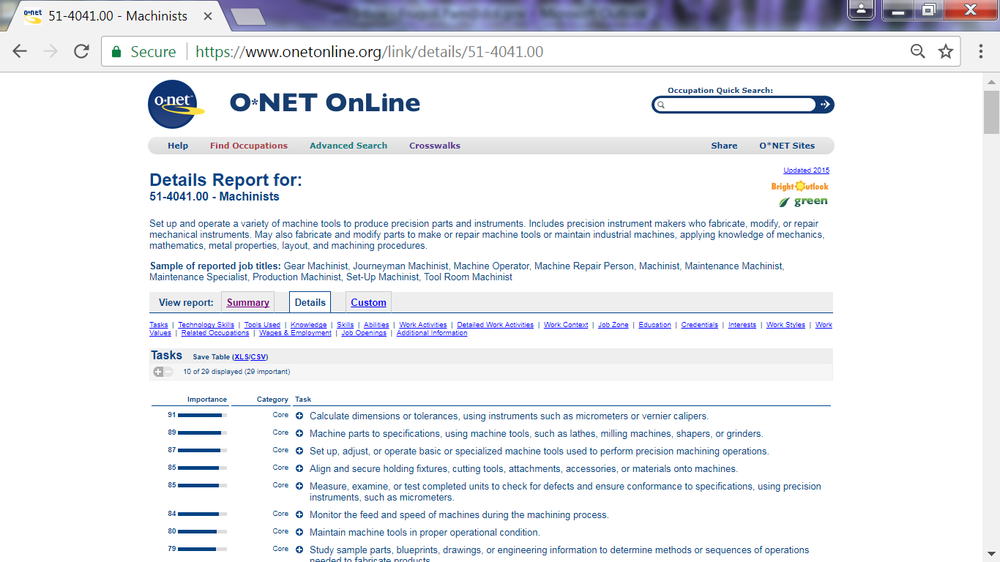 o*net 51-4041.00 - Machinists
Secure https://www.onetonline.org/link/details/51-4041.00
o*net O*NET OnLine
Occupation Quick Search:
Help Find Occupations Advanced Search Crosswalks Share O*NET Sites
Updated 2015
Details Report for:
Bright Outlook
51-4041.00 - Machinists
green
Set up and operate a variety of machine tools to produce precision parts and instruments. Includes precision instrument makers who fabricate, modify, or repair
mechanical instruments. May also fabricate and modify parts to make or repair machine tools or maintain industrial machines, applying knowledge of mechanics,
mathematics, metal properties, layout, and machining procedures.
Sample of reported job titles: Gear Machinist, Journeyman Machinist, Machine Operator, Machine Repair Person, Machinist, Maintenance Machinist,
Maintenance Specialist, Production Machinist, Set-Up Machinist, Tool Room Machinist
View report: Summary Details Custom
Tasks | Technology Skills | Tools Used | Knowledge | Skills | Abilities | Work Activities | Detailed Work Activities | Work Context | Job Zone | Education | Credentials | Interests | Work Styles | Work
Values | Related Occupations | Wages & Employment | Job Openings | Additional Information
Tasks Save Table (XLS/CSV)
10 of 29 displayed (29 important)
Importance Category Task
91 Core Calculate dimensions or tolerances, using instruments such as micrometers or vernier calipers.
89 Core Machine parts to specifications, using machine tools, such as lathes, milling machines, shapers, or grinders.
87 Core Set up, adjust, or operate basic or specialized machine tools used to perform precision machining operations.
85 Core Align and secure holding fixtures, cutting tools, attachments, accessories, or materials onto machines.
85 Core Measure, examine, or test completed units to check for defects and ensure conformance to specifications, using precision
instruments, such as micrometers.
84 Core Monitor the feed and speed of machines during the machining process.
80 Core Maintain machine tools in proper operational condition.
79 Core Study sample parts, blueprints, drawings, or engineering information to determine methods or sequences of operations
needed to fabricate products.